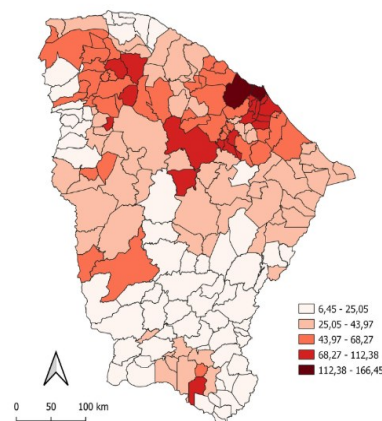 6,45 - 25,05
25,05 - 43,97
43,97 - 68,27
68,27 - 112,38
112,38 - 166,45
0 50 100 km